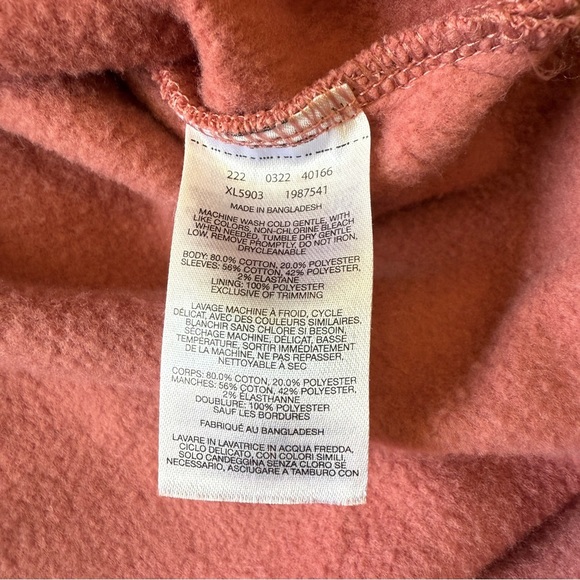 222 0322 40166
XL5903 1987541
MADE IN BANGLADESH
MACHINE WASH COLD GENTLE, WITH
LIKE COLORS, NON-CHLORINE BLEACH
WHEN NEEDED, TUMBLE DRY GENTLE
LOW, REMOVE PROMPTLY, DO NOT IRON,
DRYCLEANABLE
BODY: 80.0% COTTON, 20.0% POLYESTER
SLEEVES: 56% COTTON, 42% POLYESTER,
2% ELASTANE
LINING: 100% POLYESTER
EXCLUSIVE OF TRIMMING
LAVAGE MACHINE À FROID, CYCLE
DÉLICAT, AVEC DES COULEURS SIMILAIRES,
BLANCHIR SANS CHLORE SI BESOIN,
SÉCHAGE MACHINE, DÉLICAT, BASSE
TEMPÉRATURE, SORTIR IMMÉDIATEMENT
DE LA MACHINE, NE PAS REPASSER,
NETTOYABLE A SEC
CORPS: 80.0% COTON, 20.0% POLYESTER
MANCHES: 56% COTON, 42% POLYESTER,
2% ÉLASTHANNE
DOUBLURE: 100% POLYESTER
SAUF LES BORDURES
FABRIQUÉ AU BANGLADESH
LAVARE IN LAVATRICE IN ACQUA FREDDA,
CICLO DELICATO, CON COLORI SIMILI,
SOLO CANDEGGINA SENZA CLORO SÉ
NECESSARIO, ASCIUGARE A TAMBURO CON